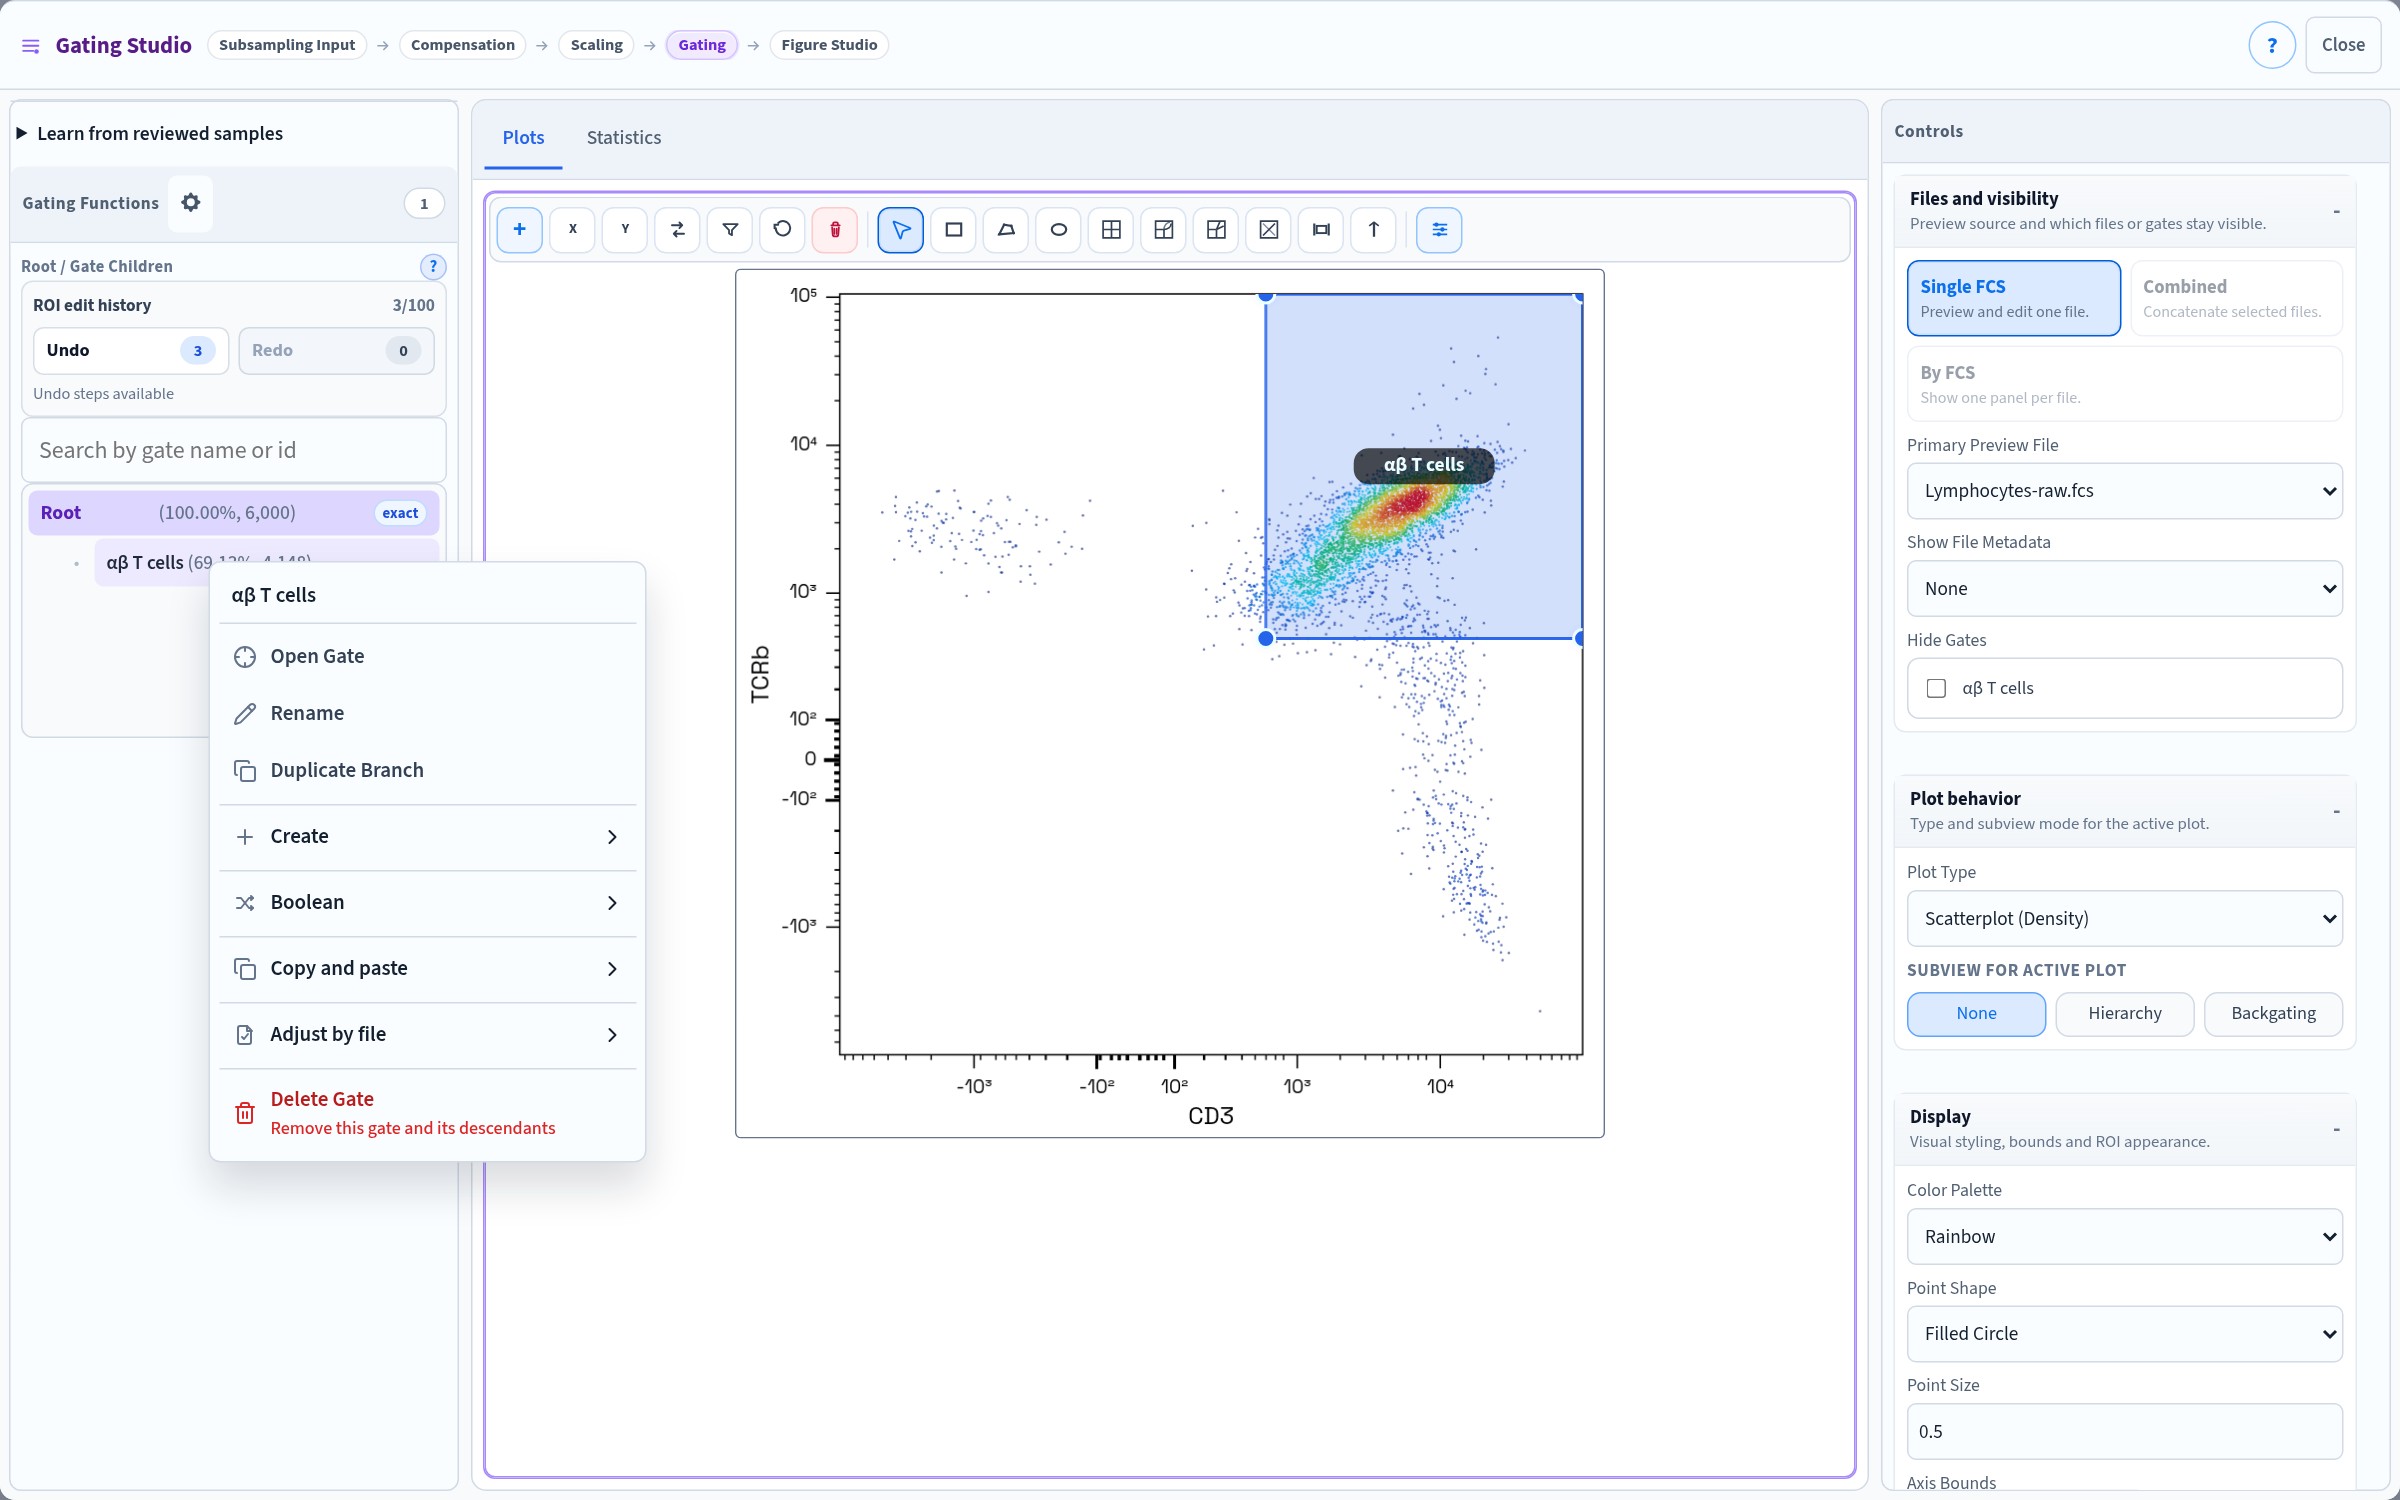 Gating Studio
Subsampling Input → Compensation → Scaling → Gating → Figure Studio
?
Close
Learn from reviewed samples
Gating Functions
1
Root / Gate Children
?
ROI edit history
3/100
Undo 3
Redo 0
Undo steps available
Search by gate name or id
Root (100.00%, 6,000) exact
αβ T cells (69.13%, 4,148)
αβ T cells
Open Gate
Rename
Duplicate Branch
Create
Boolean
Copy and paste
Adjust by file
Delete Gate
Remove this gate and its descendants
Plots
Statistics
+ X Y
10⁵
10⁴
10³
10²
0
-10²
-10³
TCRb
αβ T cells
-10³ -10² 10² 10³ 10⁴
CD3
Controls
Files and visibility
Preview source and which files or gates stay visible.
-
Single FCS
Preview and edit one file.
Combined
Concatenate selected files.
By FCS
Show one panel per file.
Primary Preview File
Lymphocytes-raw.fcs
Show File Metadata
None
Hide Gates
αβ T cells
Plot behavior
Type and subview mode for the active plot.
-
Plot Type
Scatterplot (Density)
SUBVIEW FOR ACTIVE PLOT
None
Hierarchy
Backgating
Display
Visual styling, bounds and ROI appearance.
-
Color Palette
Rainbow
Point Shape
Filled Circle
Point Size
0.5
Axis Bounds